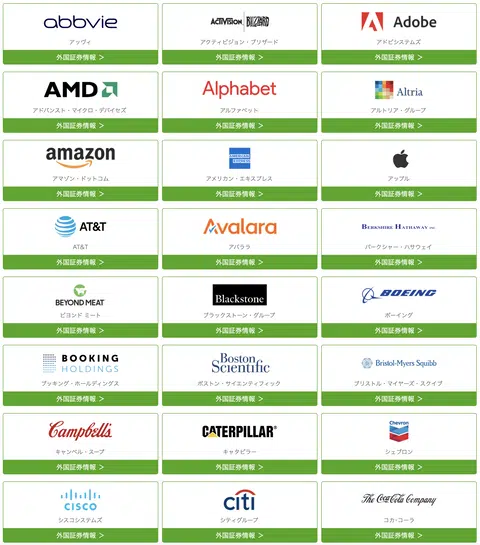 abbvie
アッヴィ
外国証券情報 >
ACTIVISION BLIZZARD
アクティビジョン・ブリザード
外国証券情報 >
Adobe
アドビシステムズ
外国証券情報 >
AMD
アドバンスト・マイクロ・デバイセズ
外国証券情報 >
Alphabet
アルファベット
外国証券情報 >
Altria
アルトリア・グループ
外国証券情報 >
amazon
アマゾン・ドットコム
外国証券情報 >
AMERICAN EXPRESS
アメリカン・エキスプレス
外国証券情報 >
アップル
外国証券情報 >
AT&T
AT&T
外国証券情報 >
Avalara
アバララ
外国証券情報 >
BERKSHIRE HATHAWAY INC.
バークシャー・ハサウェイ
外国証券情報 >
BEYOND MEAT
ビヨンド ミート
外国証券情報 >
Blackstone
ブラックストーン・グループ
外国証券情報 >
BOEING
ボーイング
外国証券情報 >
BOOKING
HOLDINGS
ブッキング・ホールディングス
外国証券情報 >
Boston
Scientific
ボストン・サイエンティフィック
外国証券情報 >
Bristol-Myers Squibb
ブリストル・マイヤーズ・スクイブ
外国証券情報 >
Campbell's
キャンベル・スープ
外国証券情報 >
CATERPILLAR
キャタピラー
外国証券情報 >
Chevron
シェブロン
外国証券情報 >
CISCO
シスコシステムズ
外国証券情報 >
citi
シティグループ
外国証券情報 >
The Coca-Cola Company
コカ・コーラ
外国証券情報 >